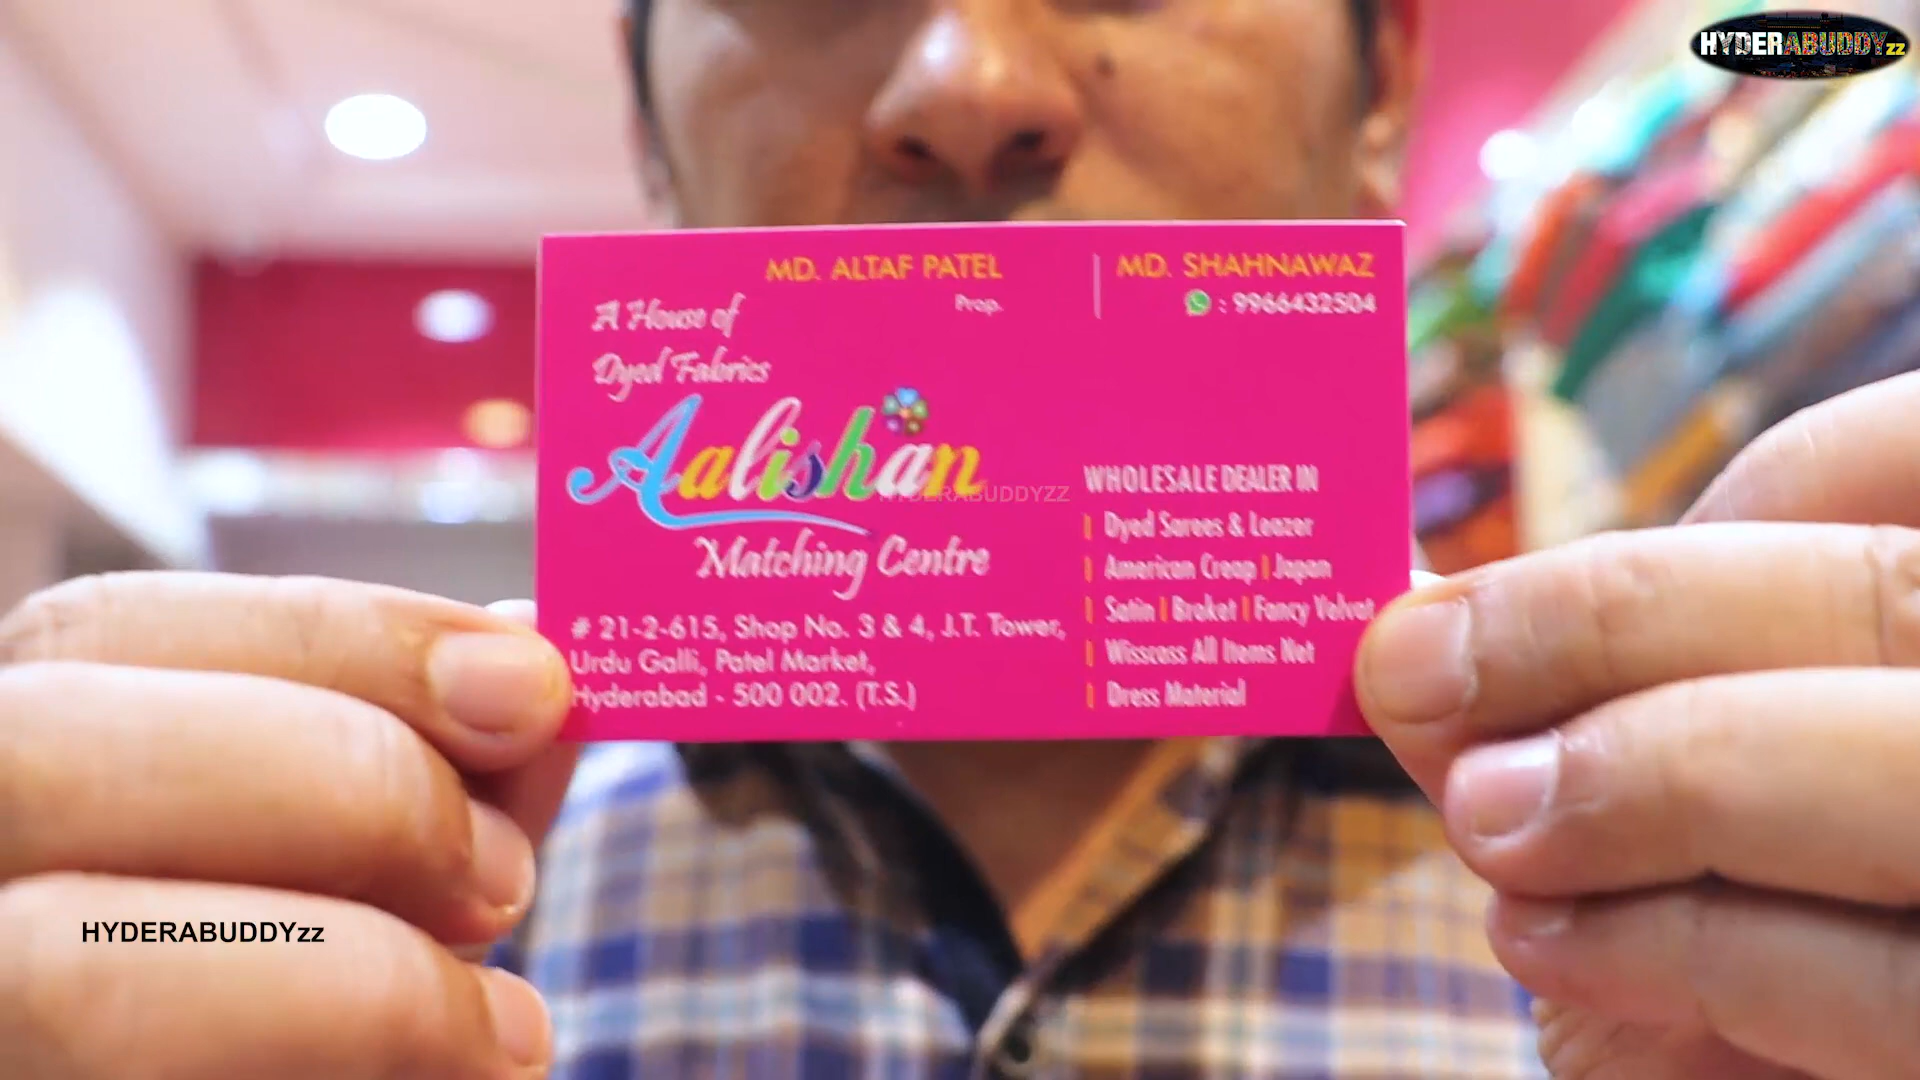 HYDERABUDDYzz
MD. ALTAF PATEL
Prop.
MD. SHAHNAWAZ
: 9966432504
A House of
Dyed Fabrics
Aalishan
HYDERABUDDYZZ
Matching Centre
# 21-2-615, Shop No. 3 & 4, J.T. Tower,
Urdu Galli, Patel Market,
Hyderabad - 500 002. (T.S.)
WHOLESALE DEALER IN
Dyed Sarees & Leazer
American Creap | Japan
Satin | Broket | Fancy Velvat
Wisscass All Items Net
Dress Material
HYDERABUDDYzz